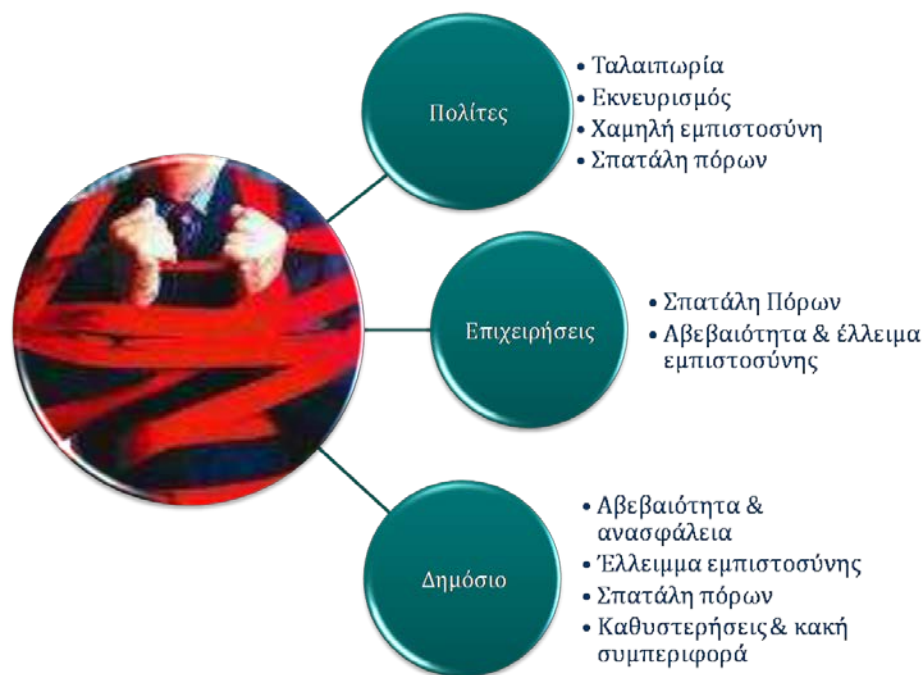 Πολίτες
• Ταλαιπωρία
• Εκνευρισμός
• Χαμηλή εμπιστοσύνη
• Σπατάλη πόρων
Επιχειρήσεις
• Σπατάλη Πόρων
• Αβεβαιότητα & έλλειμα
εμπιστοσύνης
Δημόσιο
• Αβεβαιότητα &
ανασφάλεια
• Έλλειμμα εμπιστοσύνης
• Σπατάλη πόρων
• Καθυστερήσεις & κακή
συμπεριφορά